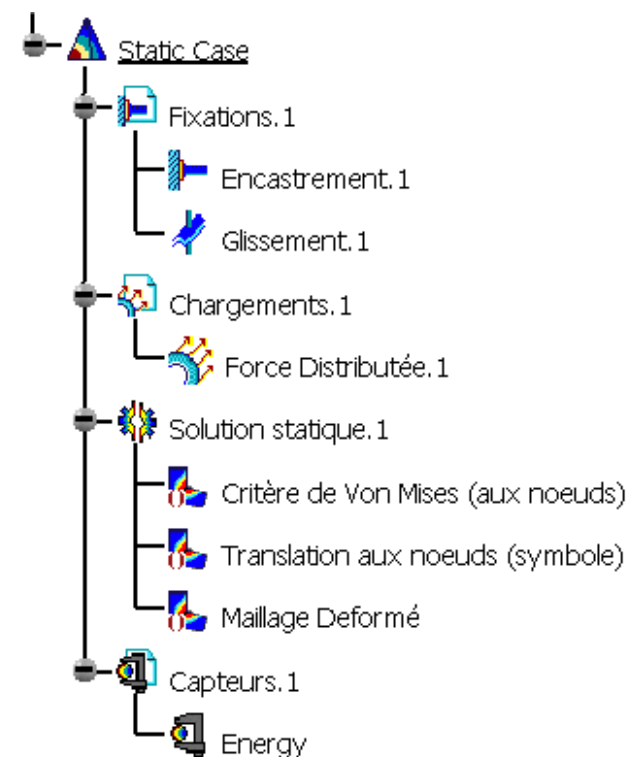 Static Case
Fixations.1
Encastrement.1
Glissement.1
Chargements.1
Force Distributée.1
Solution statique.1
Critère de Von Mises (aux noeuds)
Translation aux noeuds (symbole)
Maillage Deformé
Capteurs.1
Energy